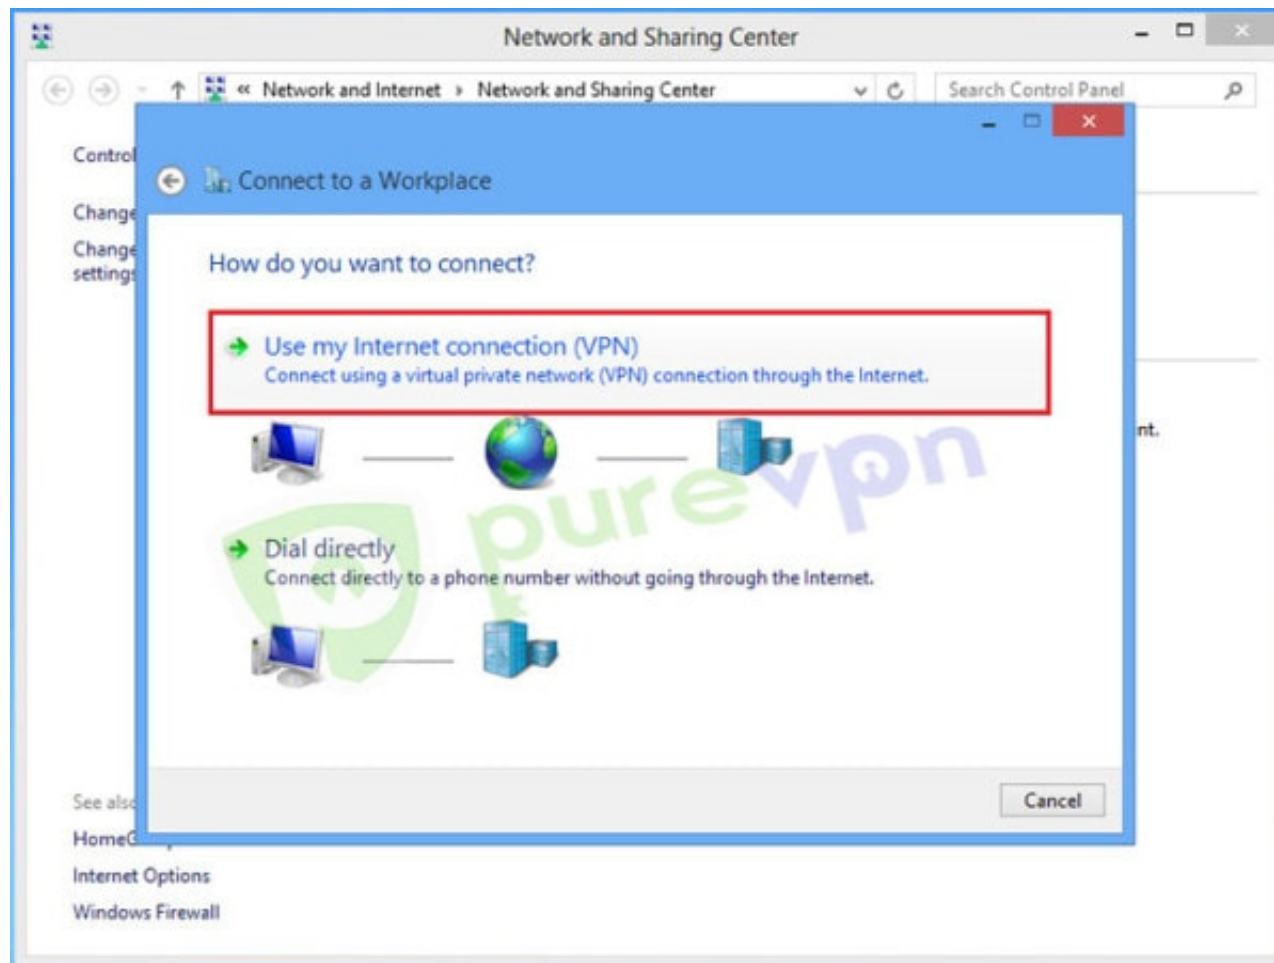 Network and Sharing Center
« Network and Internet › Network and Sharing Center
Search Control Panel
Control
Connect to a Workplace
Change
Change
settings
How do you want to connect?
Use my Internet connection (VPN)
Connect using a virtual private network (VPN) connection through the Internet.
nt.
purevpn
Dial directly
Connect directly to a phone number without going through the Internet.
See also
Cancel
Internet Options
Windows Firewall